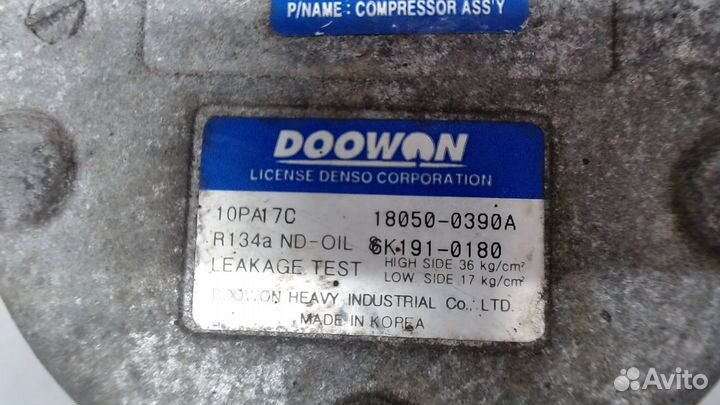 P/NAME : COMPRESSOR ASS'Y
DOOWON
LICENSE DENSO CORPORATION
10PA17C 18050-0390A
R134a ND-OIL 8 6K191-0180
LEAKAGE TEST HIGH SIDE 36 kg/cm²
LOW SIDE 17 kg/cm²
DOOWON HEAVY INDUSTRIAL Co., LTD.
MADE IN KOREA
Avito